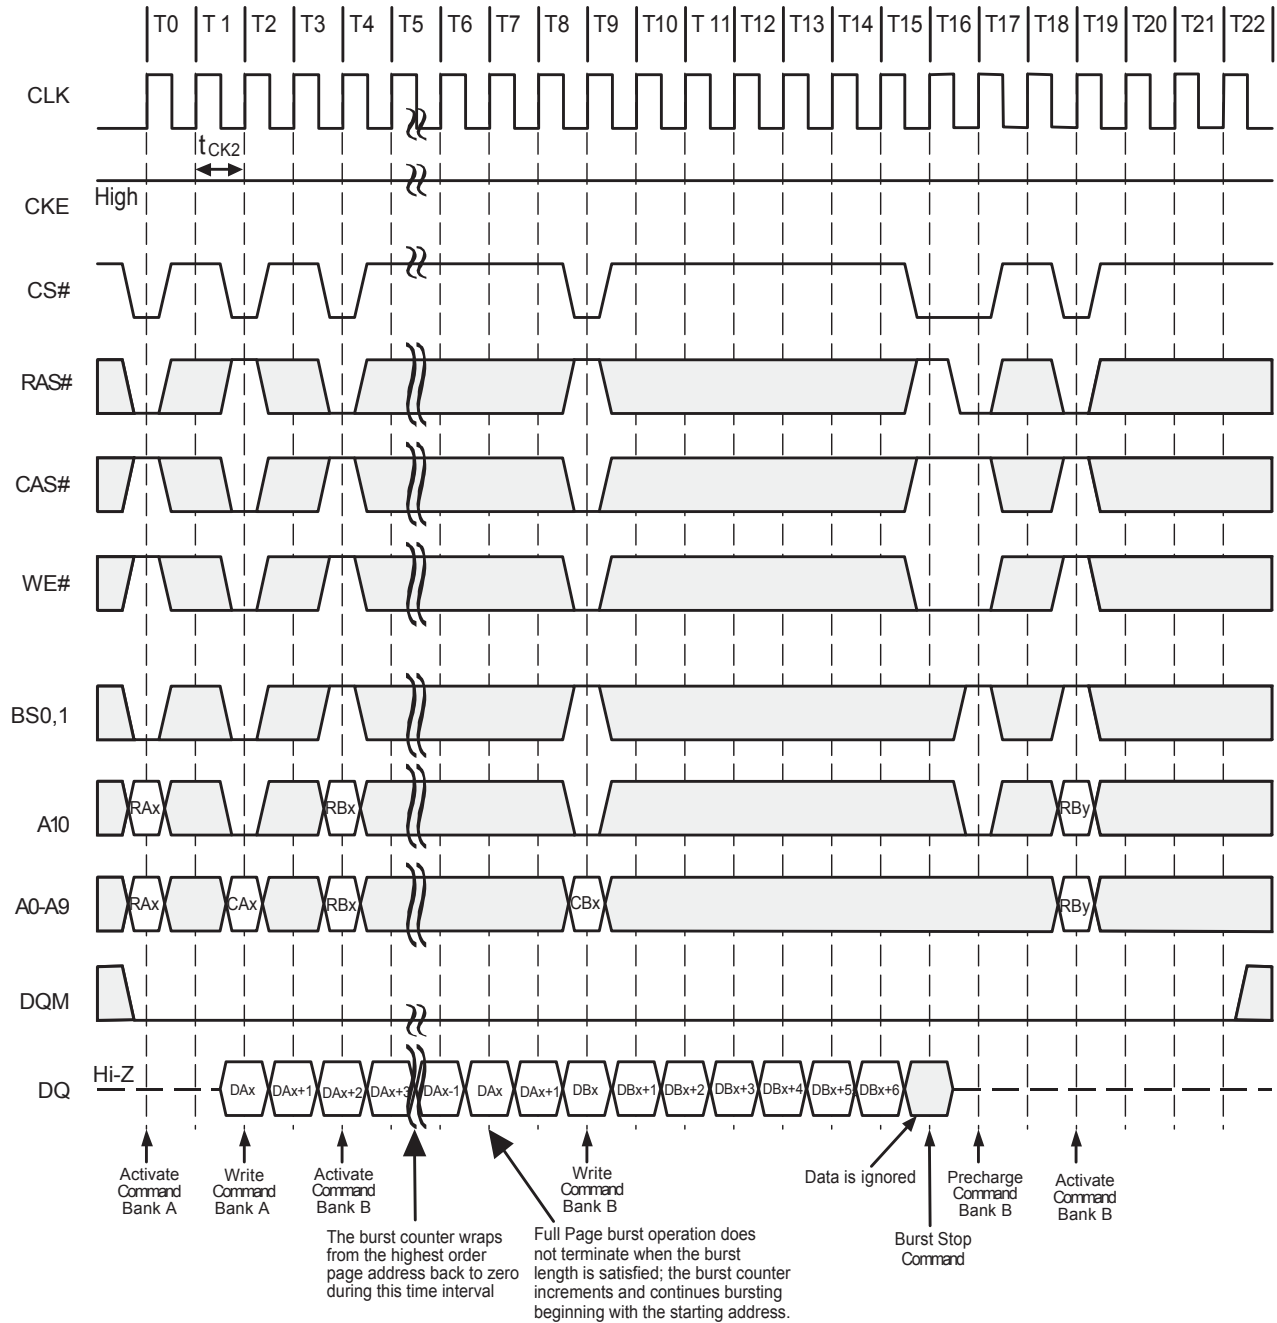 T0 T 1 T2 T3 T4 T5 T6 T7 T8 T9 T10 T 11 T12 T13 T14 T15 T16 T17 T18 T19 T20 T21 T22
CLK
tCK2
High
CKE
CS#
RAS#
CAS#
WE#
BS0,1
RAx RBx RBy
A10
A0-A9 RAx CAx RBx CBx RBy
DQM
Hi-Z
DQ DAx DAx+1 DAx+2 DAx+3 DAx-1 DAx DAx+1 DBx DBx+1 DBx+2 DBx+3 DBx+4 DBx+5 DBx+6
Activate
Command
Bank A
Write
Command
Bank A
Activate
Command
Bank B
Write
Command
Bank B
Data is ignored
Precharge
Command
Bank B
Activate
Command
Bank B
The burst counter wraps
from the highest order
page address back to zero
during this time interval
Full Page burst operation does
not terminate when the burst
length is satisfied; the burst counter
increments and continues bursting
beginning with the starting address.
Burst Stop
Command